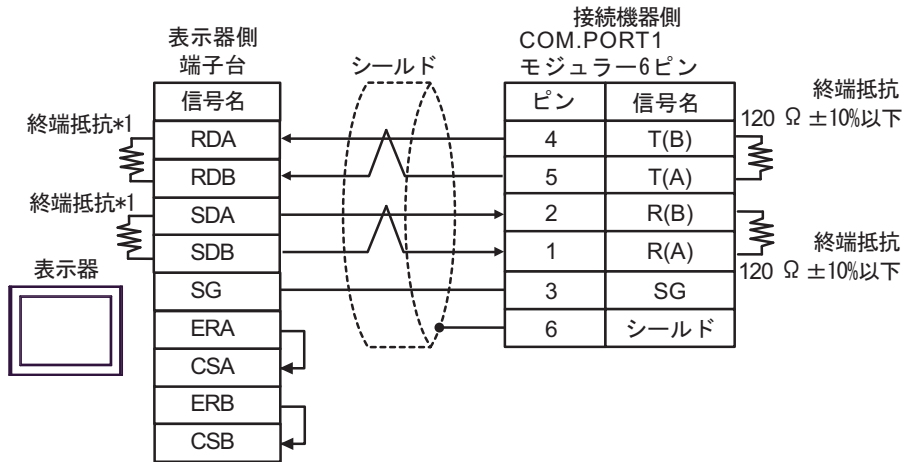 接続機器側
COM.PORT1
モジュラー6ピン
表示器側
端子台
シールド
信号名
ピン
信号名
終端抵抗
120 Ω ±10%以下
終端抵抗*1
RDA
4
T(B)
RDB
5
T(A)
終端抵抗*1
SDA
2
R(B)
SDB
1
R(A)
終端抵抗
120 Ω ±10%以下
表示器
SG
3
SG
ERA
6
シールド
CSA
ERB
CSB